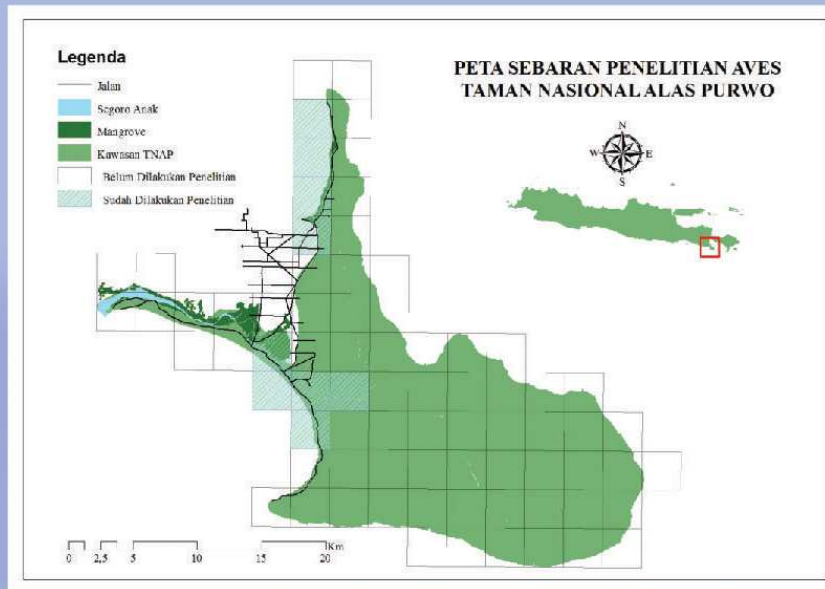 Legenda
Jalan
Segoro Anak
Mangrove
Kawasan TNAP
Belum Dilakukan Penelitian
Sudah Dilakukan Penelitian
PETA SEBARAN PENELITIAN AVES
TAMAN NASIONAL ALAS PURWO
N
W E
S
Km
0 2,5 5 10 15 20